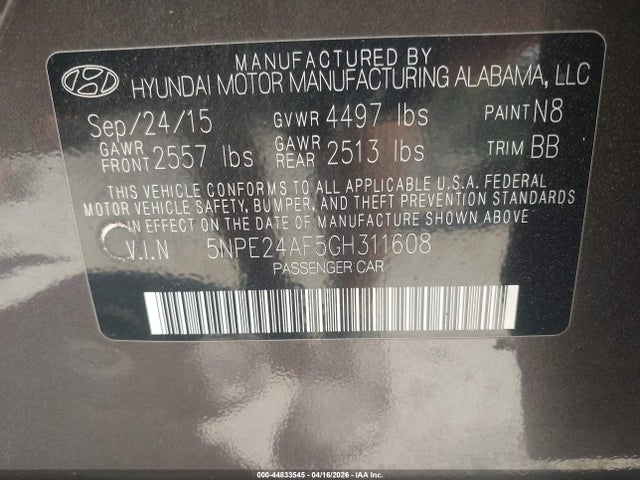 MANUFACTURED BY
HYUNDAI MOTOR MANUFACTURING ALABAMA, LLC
Sep/24/15 GVWR 4497 lbs PAINT N8
GAWR FRONT 2557 lbs GAWR REAR 2513 lbs TRIM BB
THIS VEHICLE CONFORMS TO ALL APPLICABLE U.S.A. FEDERAL
MOTOR VEHICLE SAFETY, BUMPER, AND THEFT PREVENTION STANDARDS
IN EFFECT ON THE DATE OF MANUFACTURE SHOWN ABOVE
V.I.N 5NPE24AF5GH311608
PASSENGER CAR
000-44833545 - 04/16/2026 - IAA Inc.